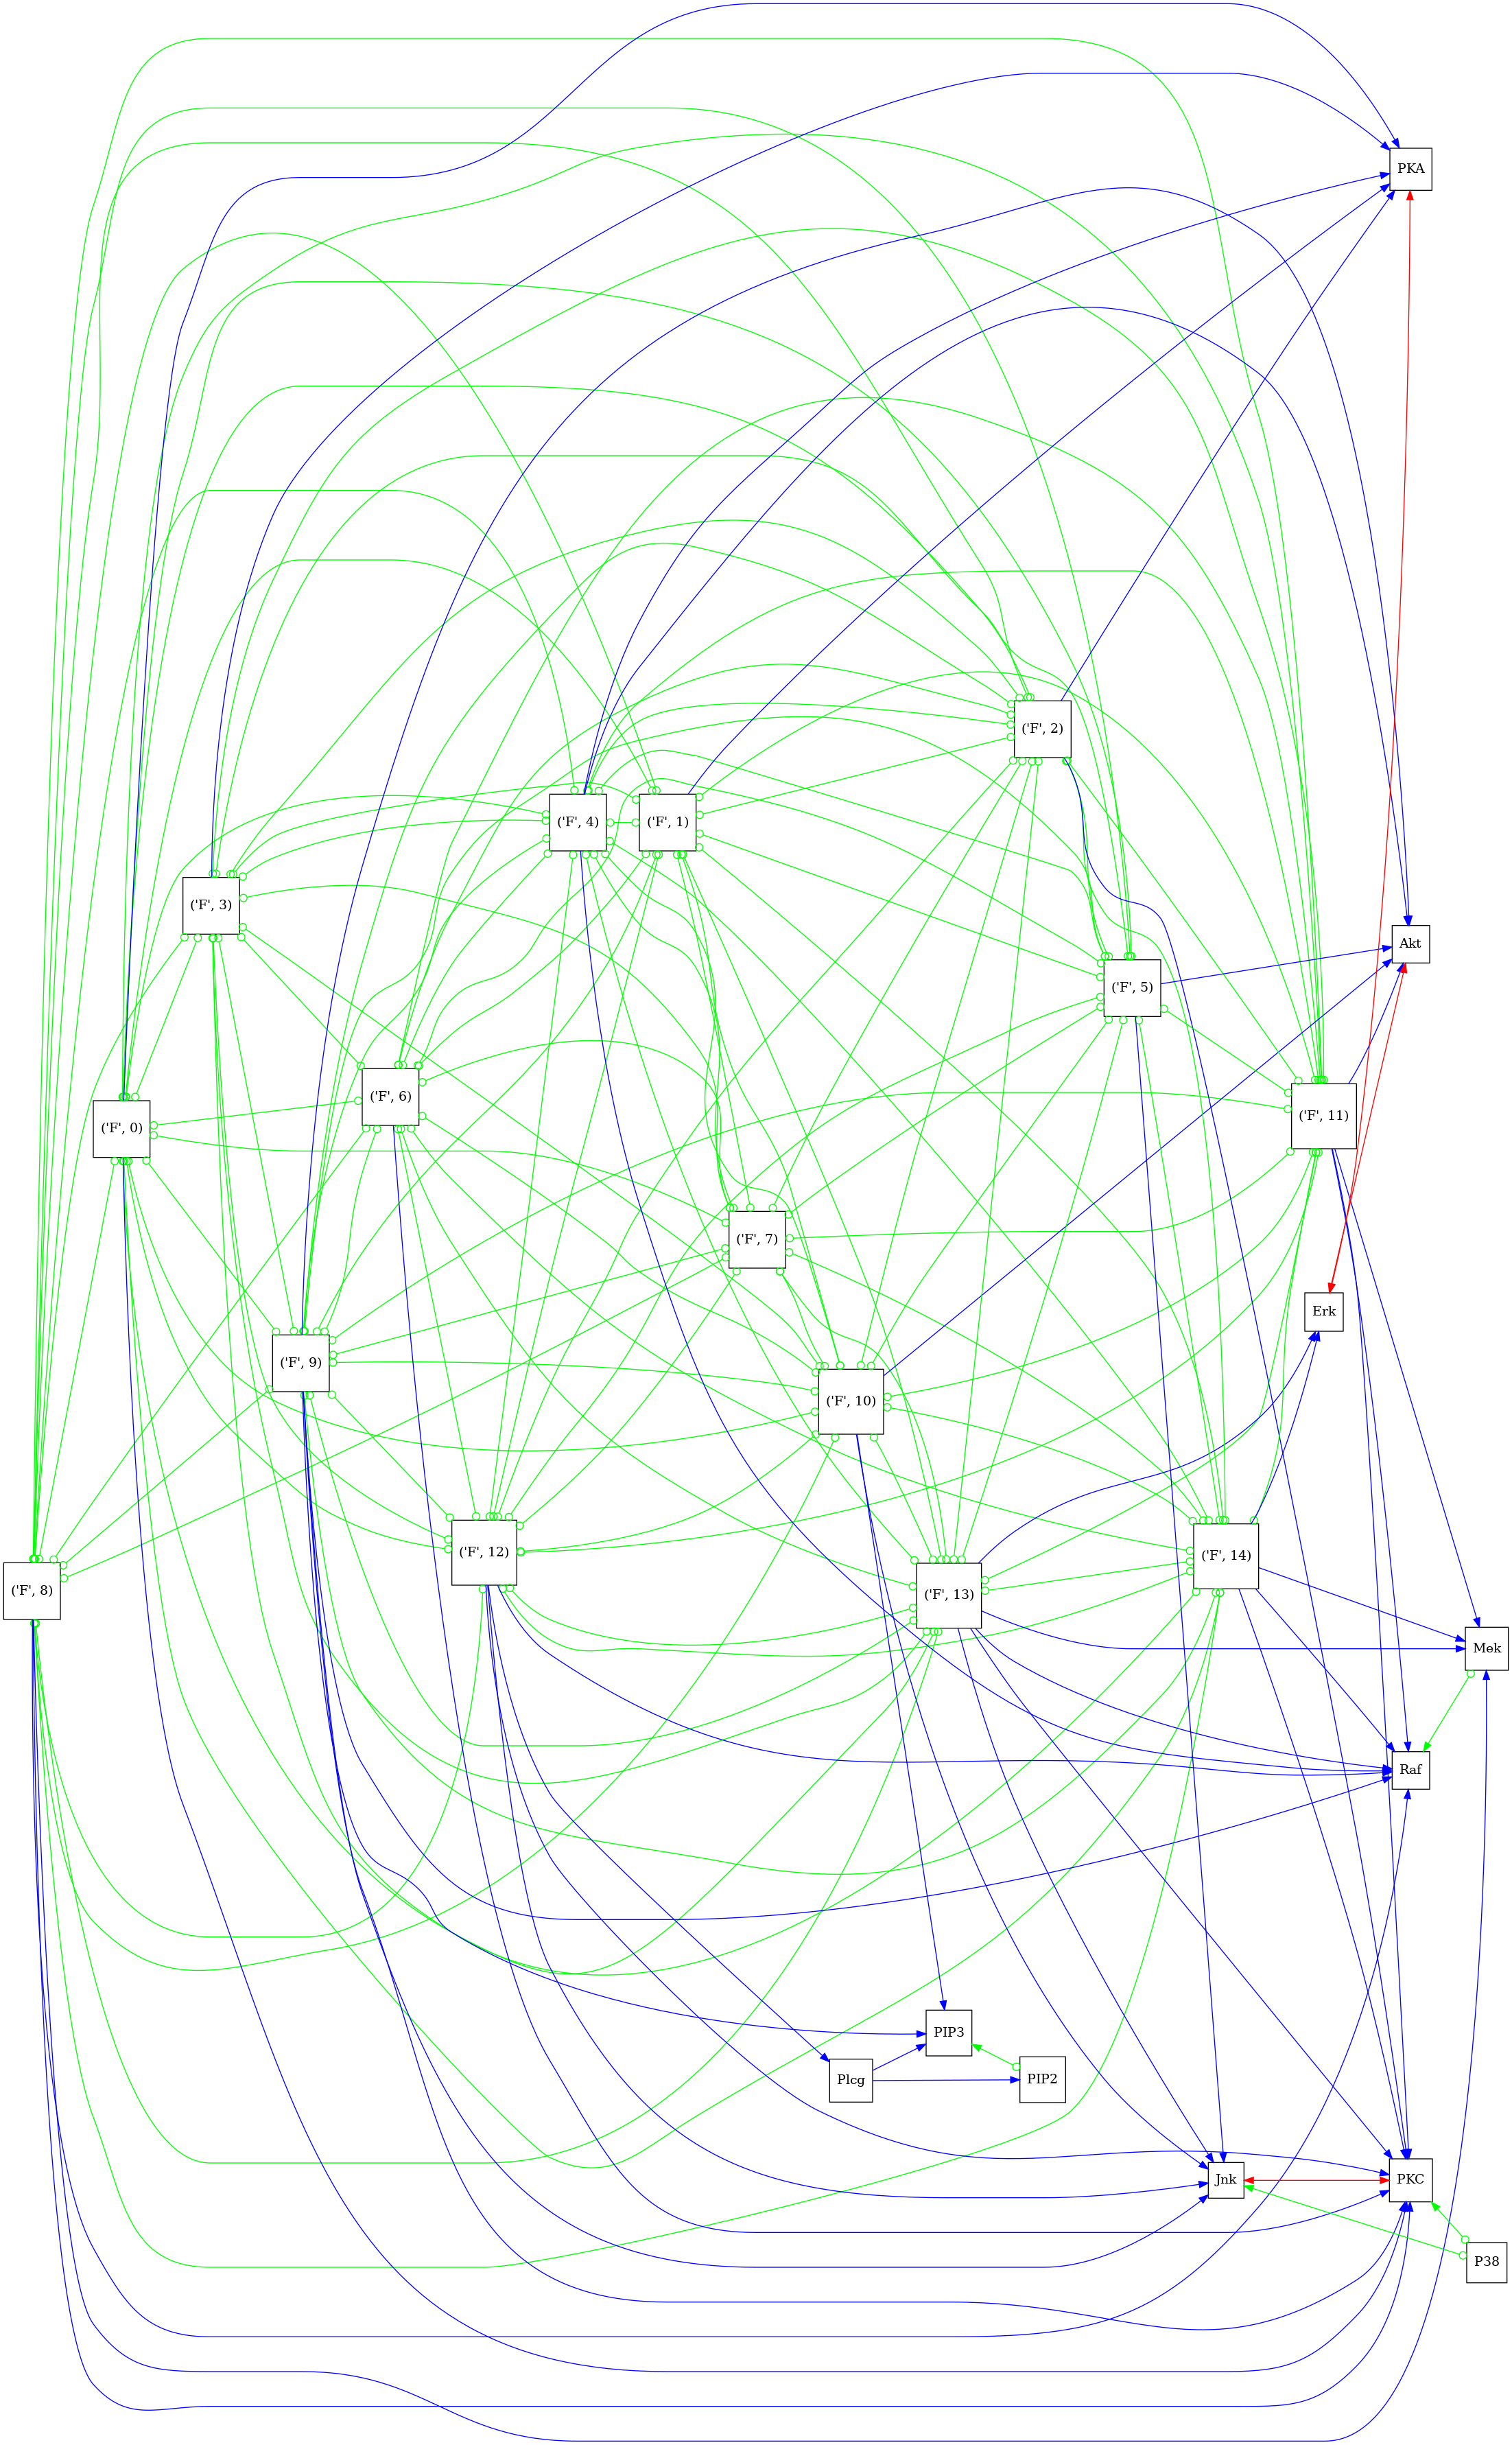 PKA
('F', 2)
('F', 4)
('F', 1)
('F', 3)
Akt
('F', 5)
('F', 6)
('F', 11)
('F', 0)
('F', 7)
Erk
('F', 9)
('F', 10)
('F', 12)
('F', 14)
('F', 8)
('F', 13)
Mek
Raf
PIP3
Plcg
PIP2
Jnk
PKC
P38